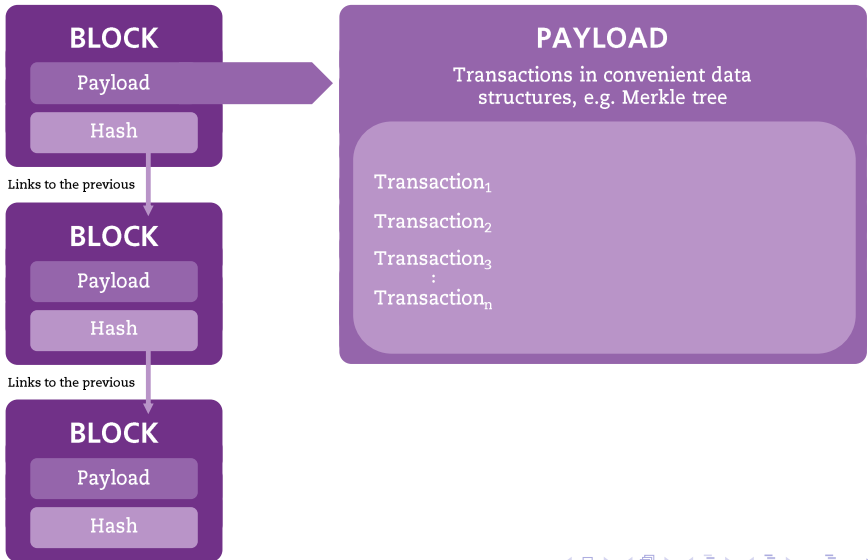 BLOCK
Payload
Hash
Links to the previous
BLOCK
Payload
Hash
Links to the previous
BLOCK
Payload
Hash
PAYLOAD
Transactions in convenient data
structures, e.g. Merkle tree
Transaction₁
Transaction₂
Transaction₃
:
Transactionₙ